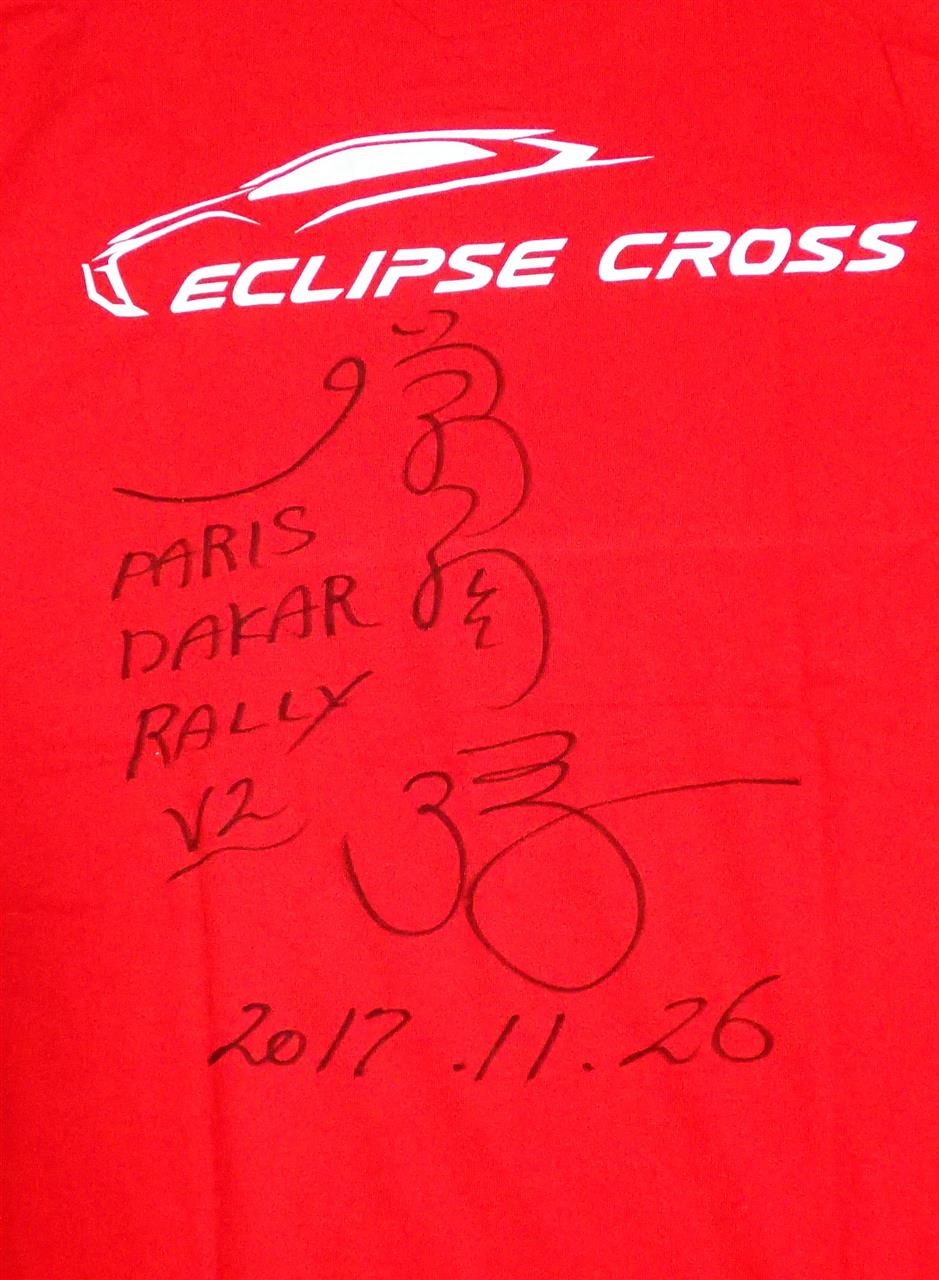 ECLIPSE CROSS
PARIS
DAKAR
RALLY
V2
2017.11.26